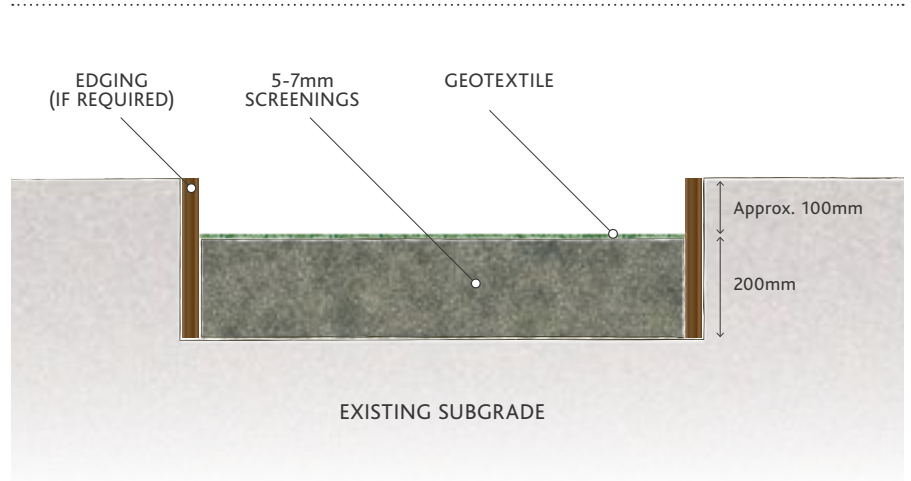 EDGING
(IF REQUIRED)
5-7mm
SCREENINGS
GEOTEXTILE
Approx. 100mm
200mm
EXISTING SUBGRADE